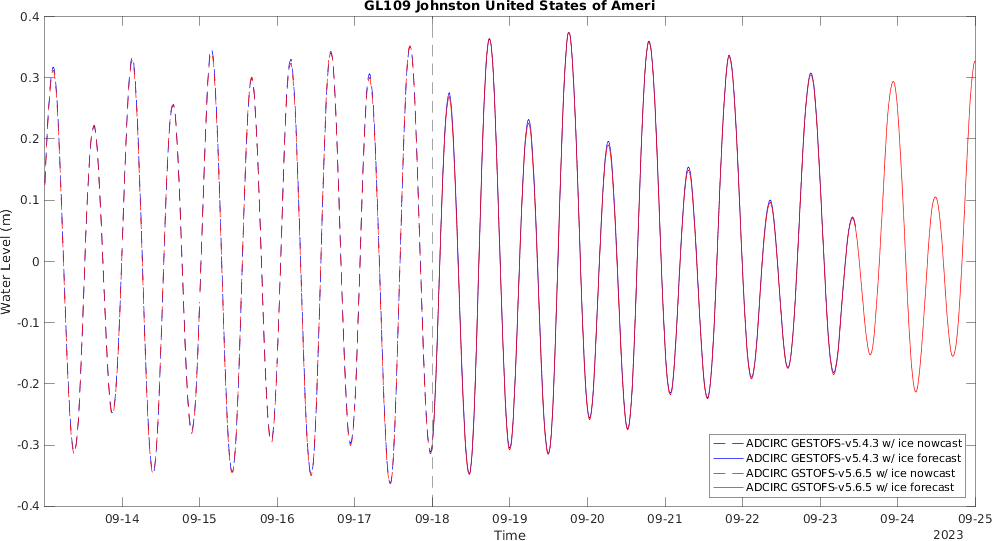 GL109 Johnston United States of Ameri
0.4
0.3
0.2
0.1
0
-0.1
-0.2
-0.3
-0.4
Water Level (m)
ADCIRC GESTOFS-v5.4.3 w/ ice nowcast
ADCIRC GESTOFS-v5.4.3 w/ ice forecast
ADCIRC GSTOFS-v5.6.5 w/ ice nowcast
ADCIRC GSTOFS-v5.6.5 w/ ice forecast
09-14 09-15 09-16 09-17 09-18 09-19 09-20 09-21 09-22 09-23 09-24 09-25
Time
2023